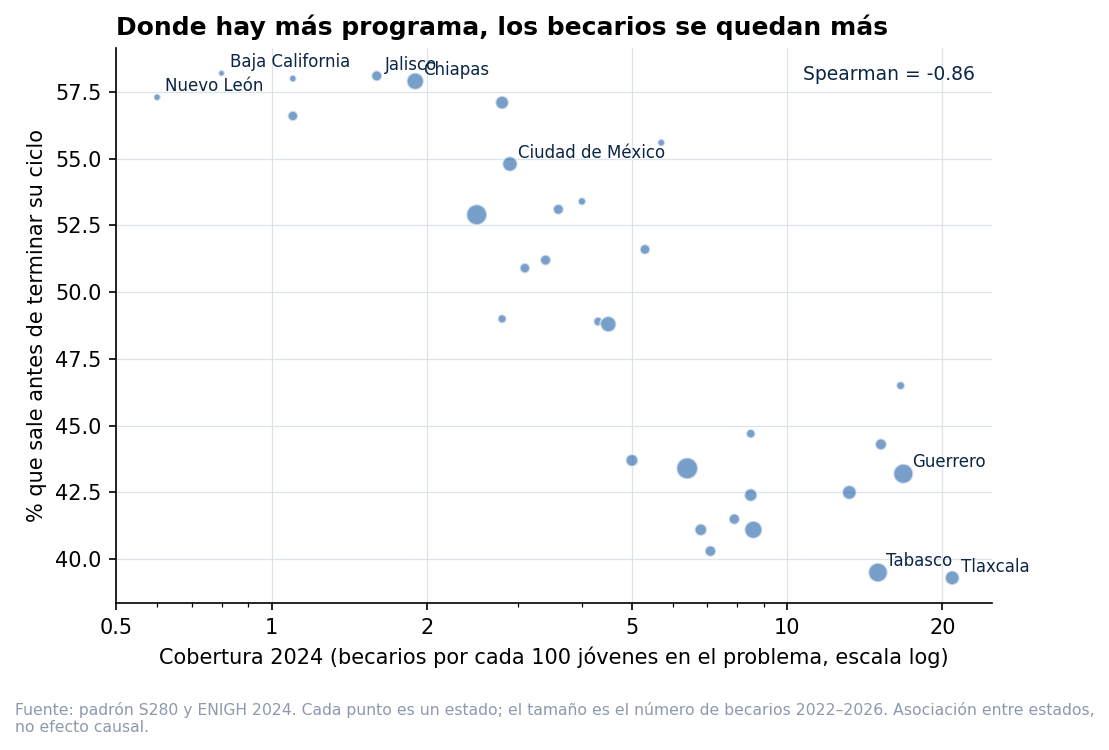 Donde hay más programa, los becarios se quedan más
Baja California
Jalisco
Chiapas
Spearman = -0.86
Nuevo León
Ciudad de México
Guerrero
Tabasco
Tlaxcala
% que sale antes de terminar su ciclo
57.5
55.0
52.5
50.0
47.5
45.0
42.5
40.0
0.5
1
2
5
10
20
Cobertura 2024 (becarios por cada 100 jóvenes en el problema, escala log)
Fuente: padrón S280 y ENIGH 2024. Cada punto es un estado; el tamaño es el número de becarios 2022–2026. Asociación entre estados,
no efecto causal.